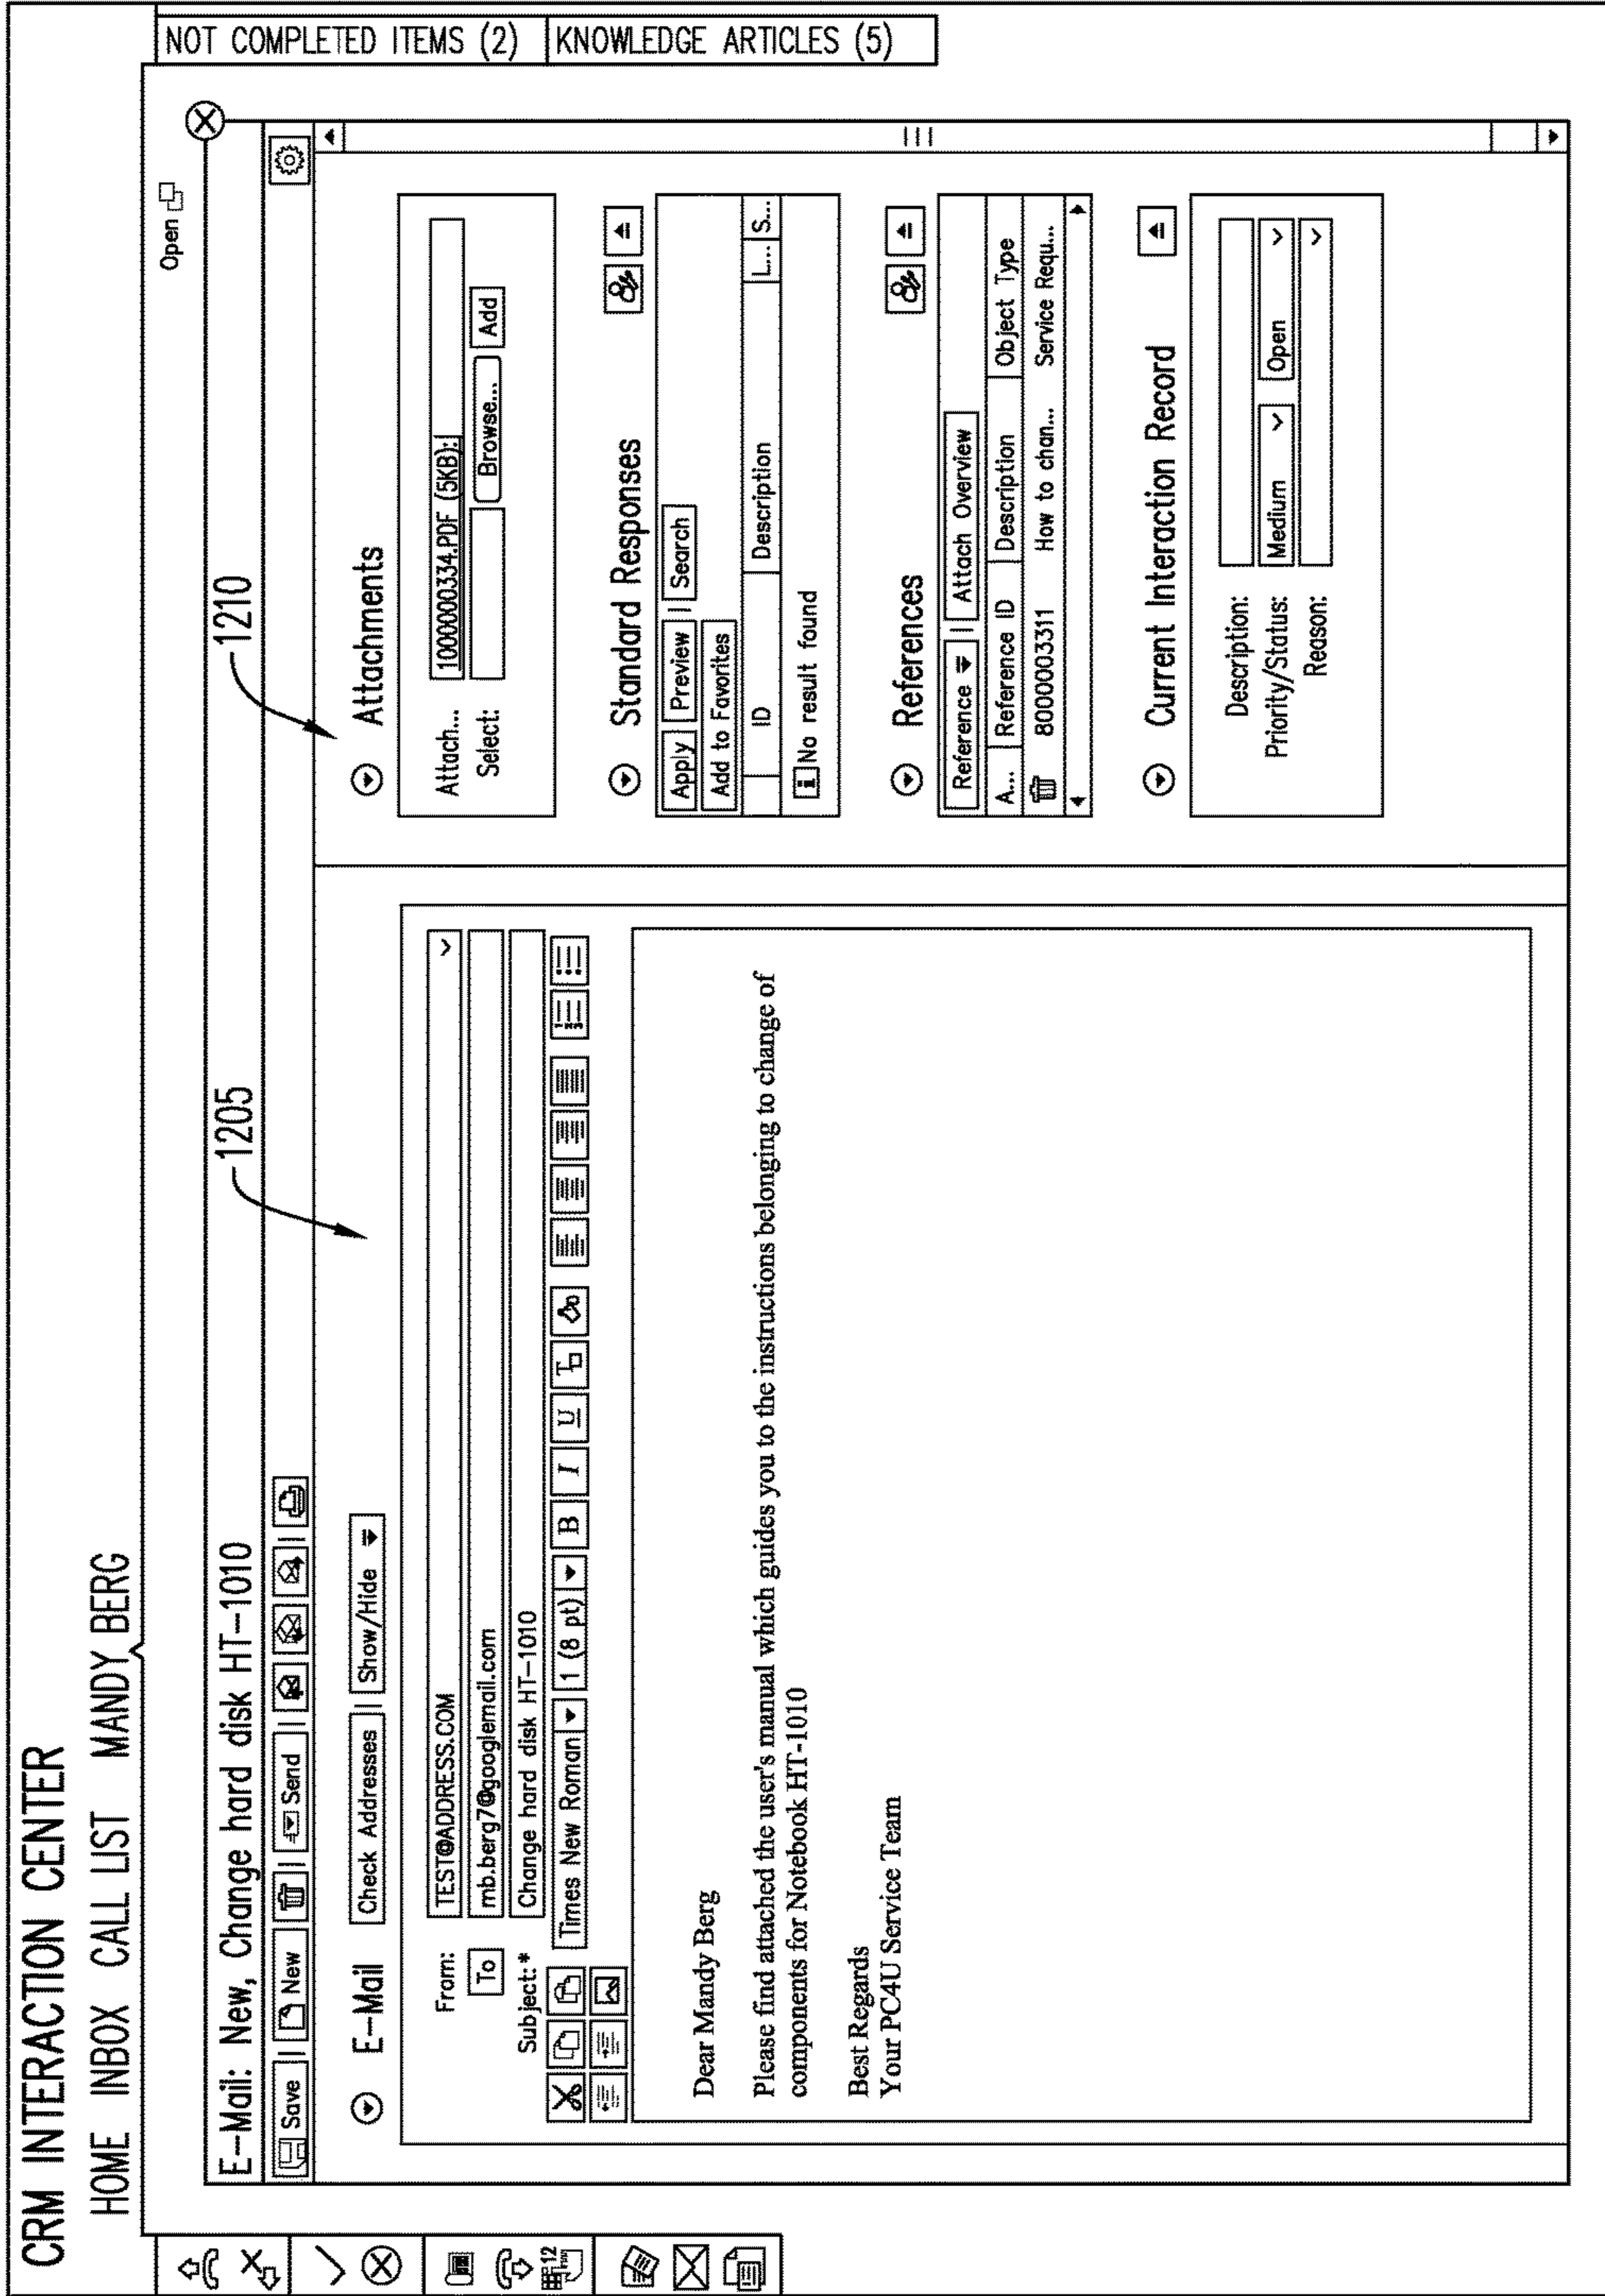 CRM INTERACTION CENTER
HOME INBOX CALL LIST MANDY BERG
NOT COMPLETED ITEMS (2)
KNOWLEDGE ARTICLES (5)
Open
1205
1210
E-Mail: New, Change hard disk HT-1010
Save | New | Send
E-Mail
Check Addresses | Show/Hide
From: TEST@ADDRESS.COM
To mb.berg7@googlemail.com
Subject:* Change hard disk HT-1010
Times New Roman 1 (8 pt) B I U T
Dear Mandy Berg
Please find attached the user's manual which guides you to the instructions belonging to change of
components for Notebook HT-1010
Best Regards
Your PC4U Service Team
Attachments
Attach... 1000000334.PDF (5KB):
Select: Browse... Add
Standard Responses
Apply Preview | Search
Add to Favorites
ID Description L... S...
i No result found
References
Reference | Attach Overview
A... Reference ID Description Object Type
8000003311 How to chan... Service Requ...
Current Interaction Record
Description:
Priority/Status: Medium Open
Reason:
12